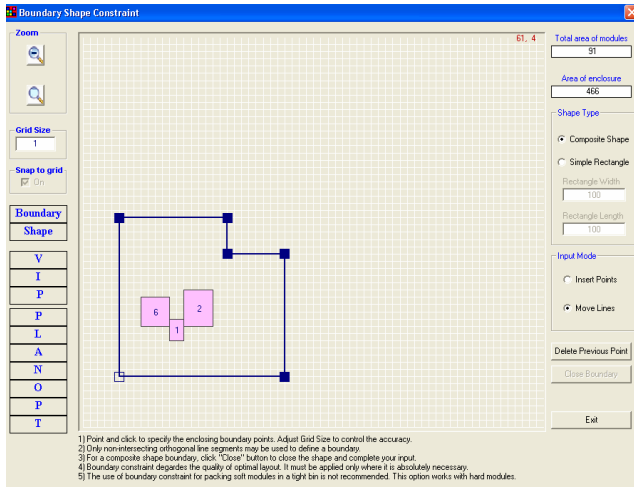 Boundary Shape Constraint
Zoom
Grid Size
1
Snap to grid
On
Boundary
Shape
V
I
P
P
L
A
N
O
P
T
61, 4
6
2
1
Total area of modules
91
Area of enclosure
466
Shape Type
Composite Shape
Simple Rectangle
Rectangle Width
100
Rectangle Length
100
Input Mode
Insert Points
Move Lines
Delete Previous Point
Close Boundary
Exit
1) Point and click to specify the enclosing boundary points. Adjust Grid Size to control the accuracy.
2) Only non-intersecting orthogonal line segments may be used to define a boundary.
3) For a composite shape boundary, click "Close" button to close the shape and complete your input.
4) Boundary constraint degardes the quality of optimal layout. It must be applied only where it is absolutely necessary.
5) The use of boundary constraint for packing soft modules in a tight bin is not recommended. This option works with hard modules.